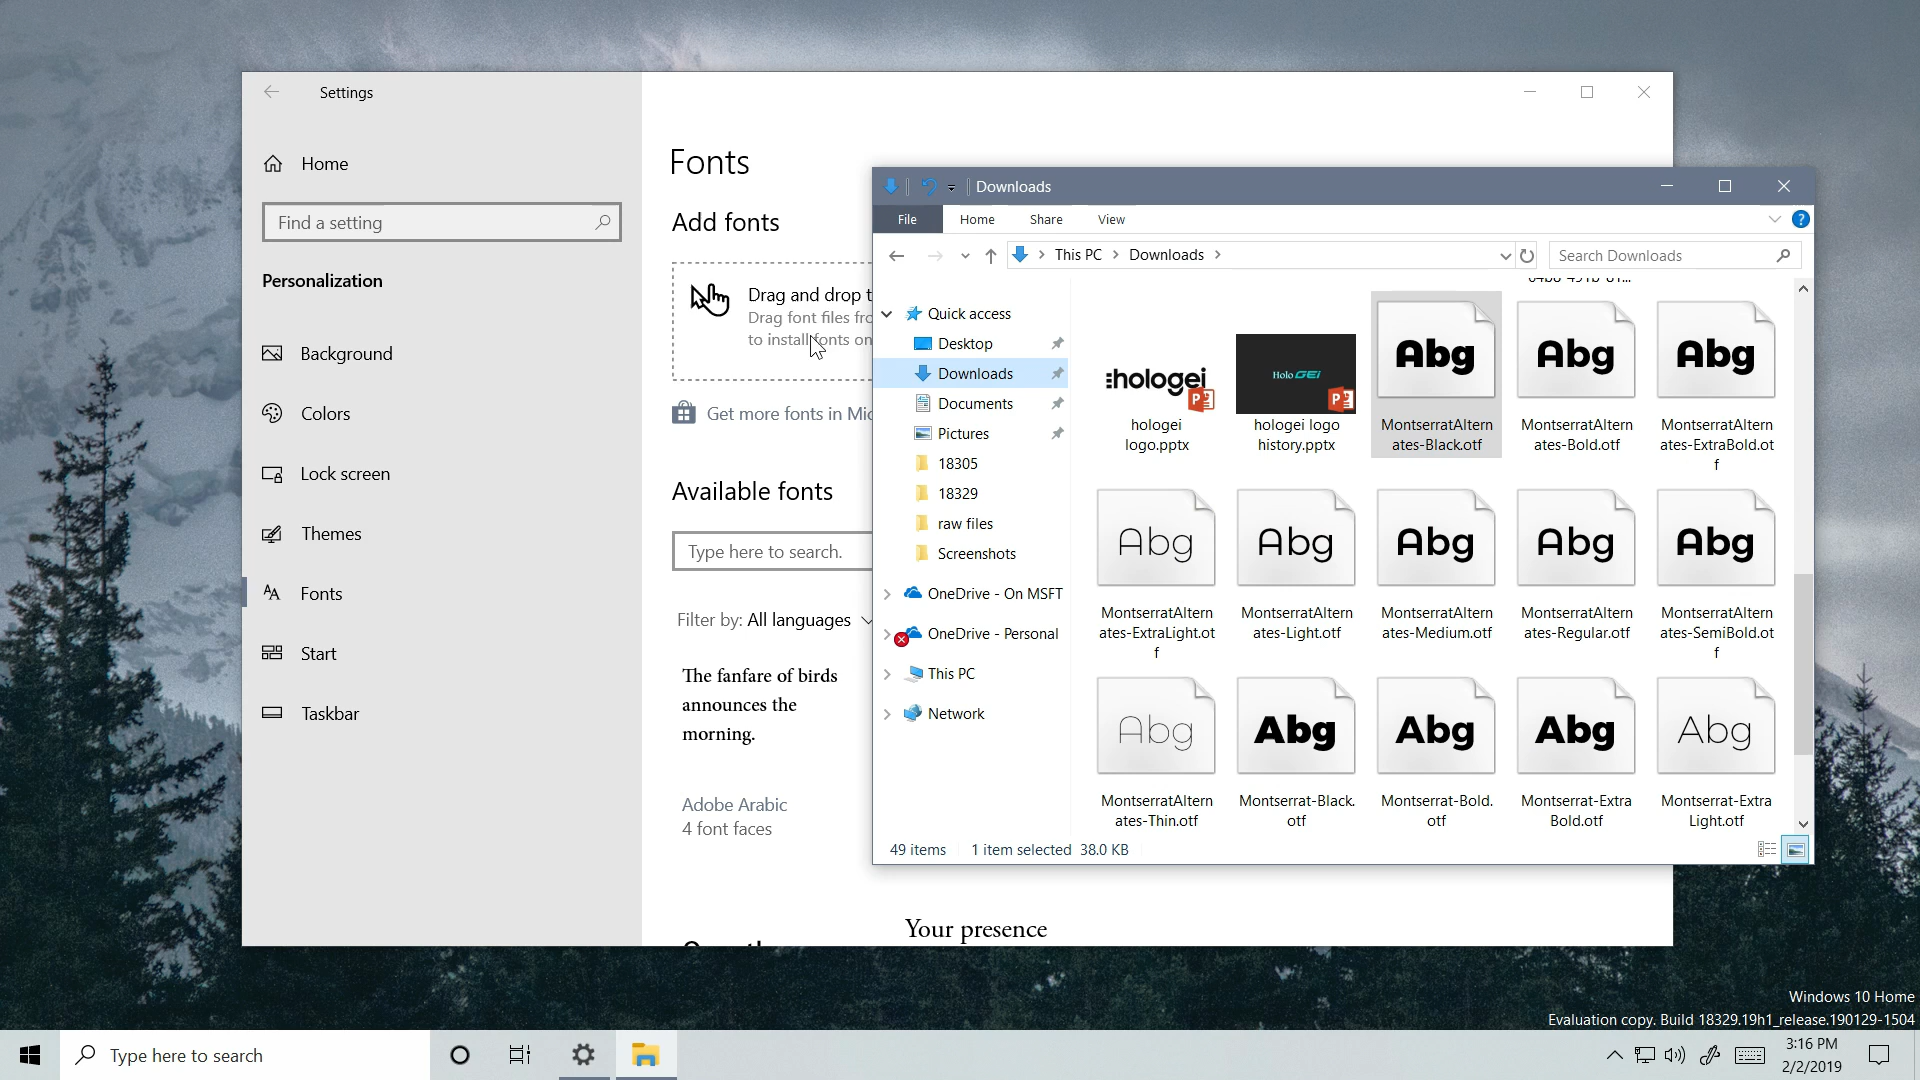 Settings
Home
Find a setting
Personalization
Background
Colors
Lock screen
Themes
Fonts
Start
Taskbar
Fonts
Add fonts
Drag and drop t
Drag font files fro
to install fonts on
Get more fonts in Mic
Available fonts
Type here to search.
Filter by: All languages
The fanfare of birds
announces the
morning.
Adobe Arabic
4 font faces
Your presence
Downloads
File Home Share View
This PC Downloads
Search Downloads
Quick access
Desktop
Downloads
Documents
Pictures
18305
18329
raw files
Screenshots
OneDrive - On MSFT
OneDrive - Personal
This PC
Network
:hologei
hologei
logo.pptx
Holo GEi
hologei logo
history.pptx
Abg
MontserratAltern
ates-Black.otf
Abg
MontserratAltern
ates-Bold.otf
Abg
MontserratAltern
ates-ExtraBold.ot
f
Abg
MontserratAltern
ates-ExtraLight.ot
f
Abg
MontserratAltern
ates-Light.otf
Abg
MontserratAltern
ates-Medium.otf
Abg
MontserratAltern
ates-Regular.otf
Abg
MontserratAltern
ates-SemiBold.ot
f
Abg
MontserratAltern
ates-Thin.otf
Abg
Montserrat-Black.
otf
Abg
Montserrat-Bold.
otf
Abg
Montserrat-Extra
Bold.otf
Abg
Montserrat-Extra
Light.otf
49 items 1 item selected 38.0 KB
Windows 10 Home
Evaluation copy. Build 18329.19h1_release.190129-1504
Type here to search
3:16 PM
2/2/2019